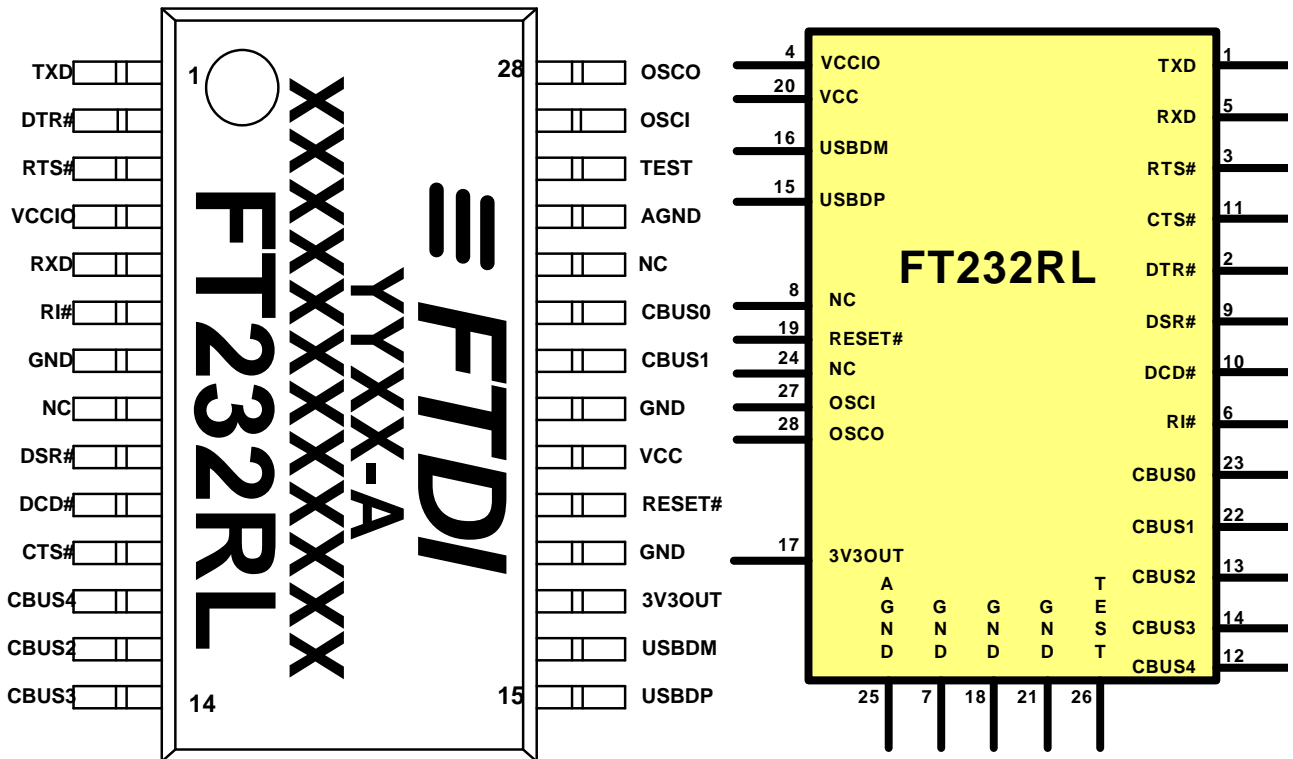 TXD
DTR#
RTS#
VCCIO
RXD
RI#
GND
NC
DSR#
DCD#
CTS#
CBUS4
CBUS2
CBUS3
1
14
28
15
FT232RL
XXXXXXXXXXXX
YYXX-A
FTDI
OSCO
OSCI
TEST
AGND
NC
CBUS0
CBUS1
GND
VCC
RESET#
GND
3V3OUT
USBDM
USBDP
4 VCCIO
20 VCC
16 USBDM
15 USBDP
8 NC
19 RESET#
24 NC
27 OSCI
28 OSCO
17 3V3OUT
FT232RL
TXD 1
RXD 5
RTS# 3
CTS# 11
DTR# 2
DSR# 9
DCD# 10
RI# 6
CBUS0 23
CBUS1 22
CBUS2 13
CBUS3 14
CBUS4 12
AGND
GND
GND
GND
TEST
25 7 18 21 26